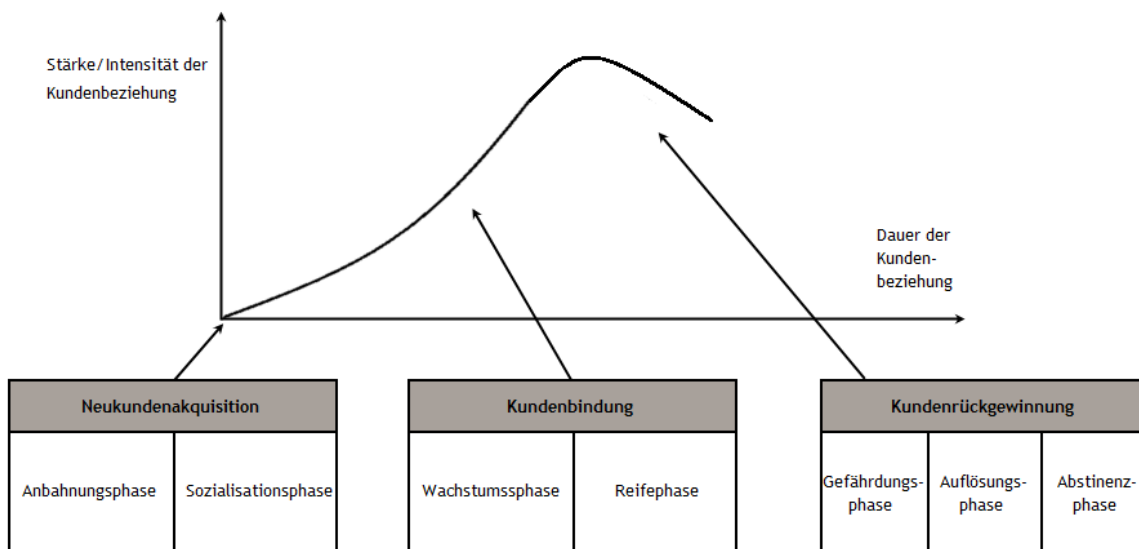 Stärke/Intensität der
Kundenbeziehung
Dauer der
Kunden-
beziehung
Neukundenakquisition
Anbahnungsphase
Sozialisationsphase
Kundenbindung
Wachstumssphase
Reifephase
Kundenrückgewinnung
Gefährdungs-
phase
Auflösungs-
phase
Abstinenz-
phase